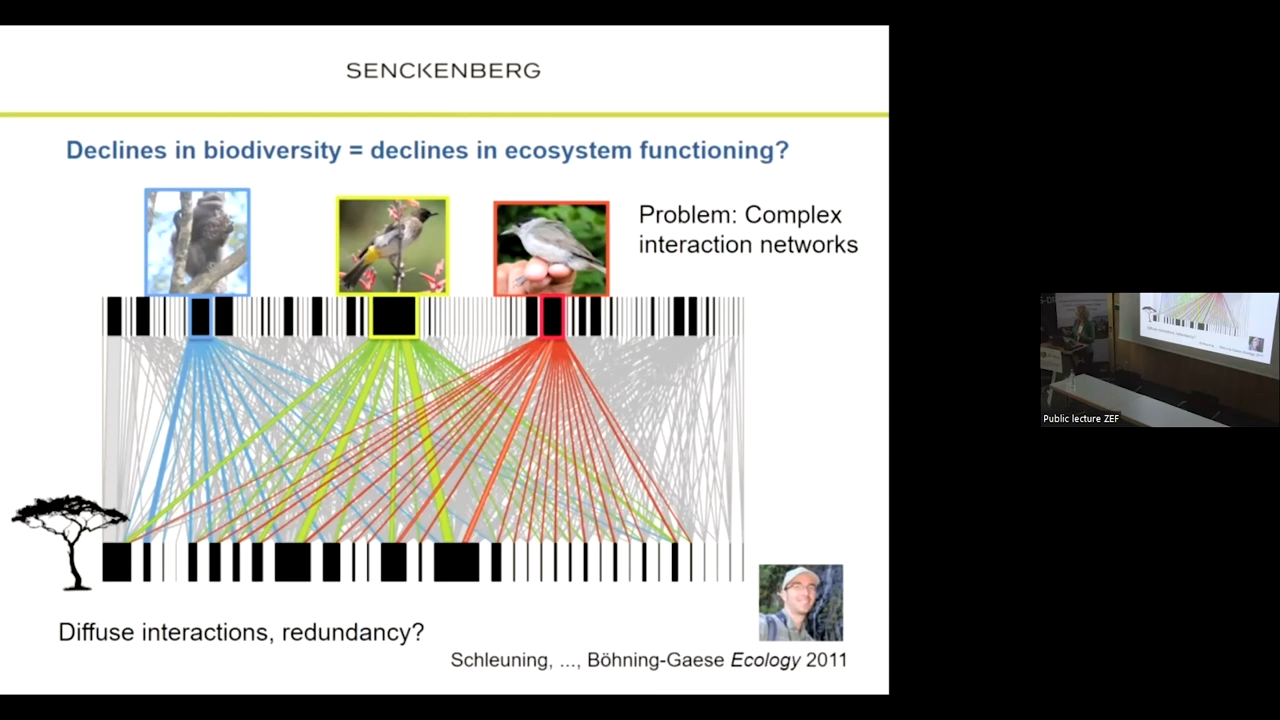 SENCKENBERG
Declines in biodiversity = declines in ecosystem functioning?
Problem: Complex
interaction networks
Diffuse interactions, redundancy?
Schleuning, ..., Böhning-Gaese Ecology 2011
Public lecture ZEF